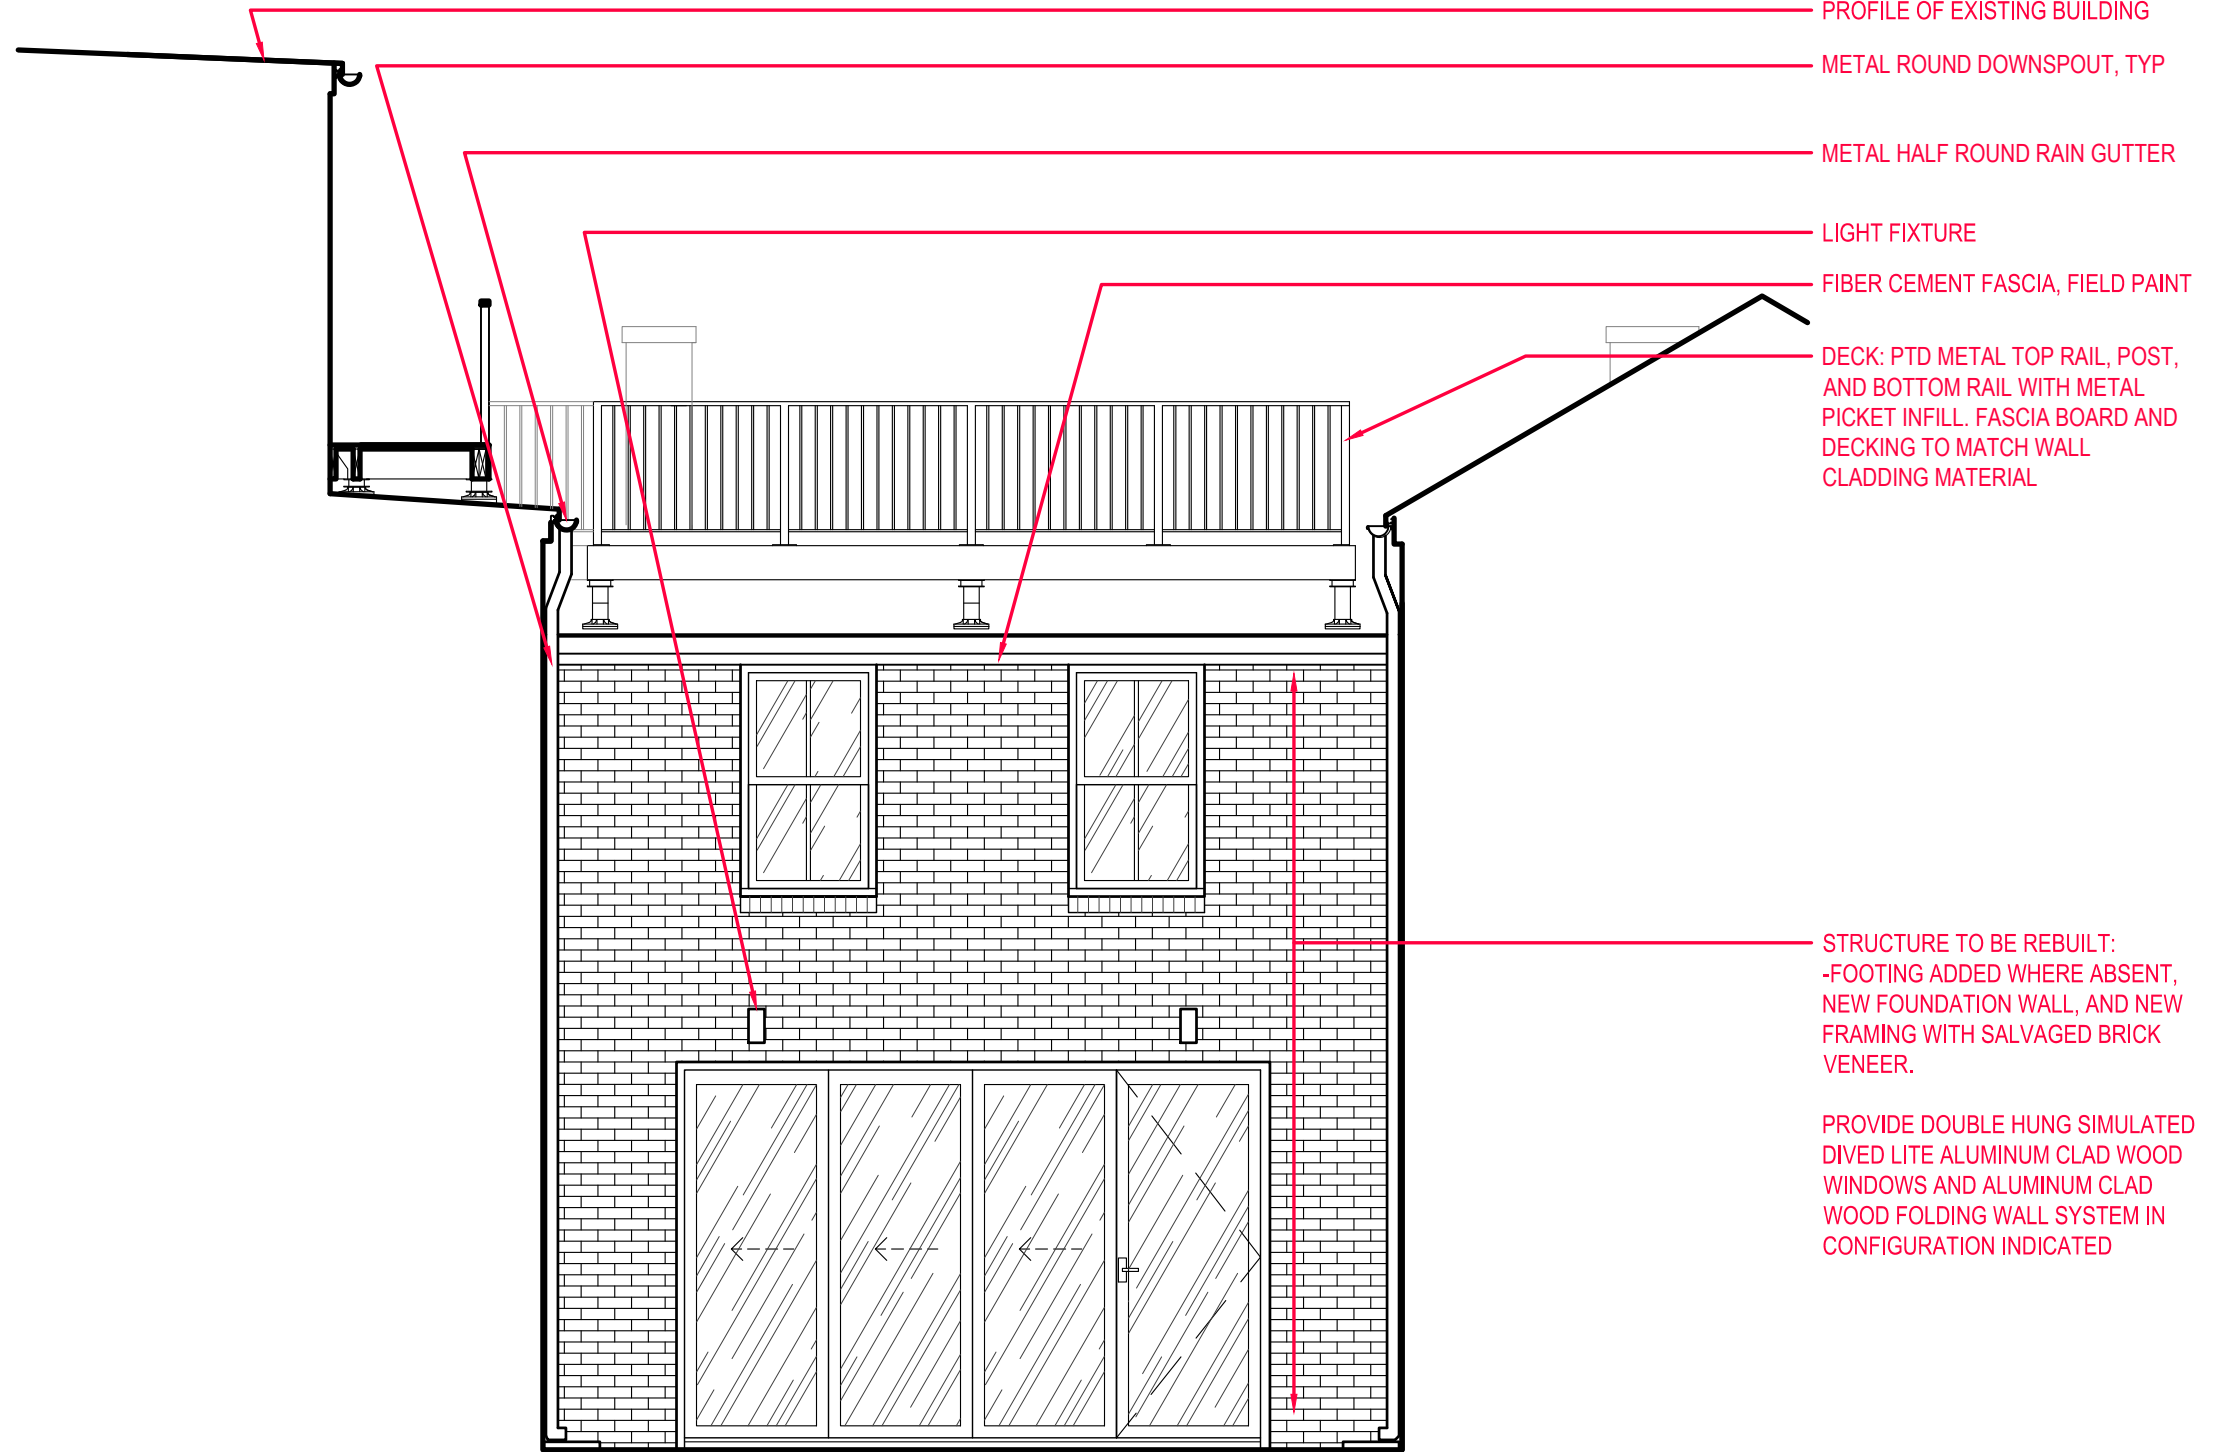 PROFILE OF EXISTING BUILDING
METAL ROUND DOWNSPOUT, TYP
METAL HALF ROUND RAIN GUTTER
LIGHT FIXTURE
FIBER CEMENT FASCIA, FIELD PAINT
DECK: PTD METAL TOP RAIL, POST,
AND BOTTOM RAIL WITH METAL
PICKET INFILL. FASCIA BOARD AND
DECKING TO MATCH WALL
CLADDING MATERIAL
STRUCTURE TO BE REBUILT:
-FOOTING ADDED WHERE ABSENT,
NEW FOUNDATION WALL, AND NEW
FRAMING WITH SALVAGED BRICK
VENEER.
PROVIDE DOUBLE HUNG SIMULATED
DIVED LITE ALUMINUM CLAD WOOD
WINDOWS AND ALUMINUM CLAD
WOOD FOLDING WALL SYSTEM IN
CONFIGURATION INDICATED